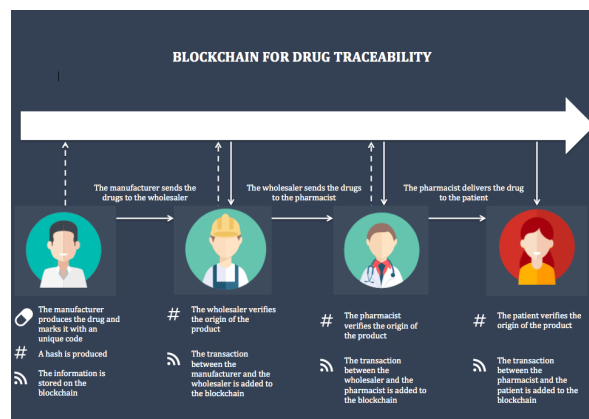 BLOCKCHAIN FOR DRUG TRACEABILITY
The manufacturer sends the
drugs to the wholesaler
The wholesaler sends the drugs
to the pharmacist
The pharmacist delivers the drug
to the patient
The manufacturer
produces the drug and
marks it with an
unique code
# A hash is produced
The information is
stored on the
blockchain
# The wholesaler verifies
the origin of the
product
The transaction
between the
manufacturer and the
wholesaler is added to
the blockchain
# The pharmacist
verifies the origin of
the product
The transaction
between the
wholesaler and the
pharmacist is added to
the blockchain
# The patient verifies the
origin of the product
The transaction
between the
pharmacist and the
patient is added to the
blockchain